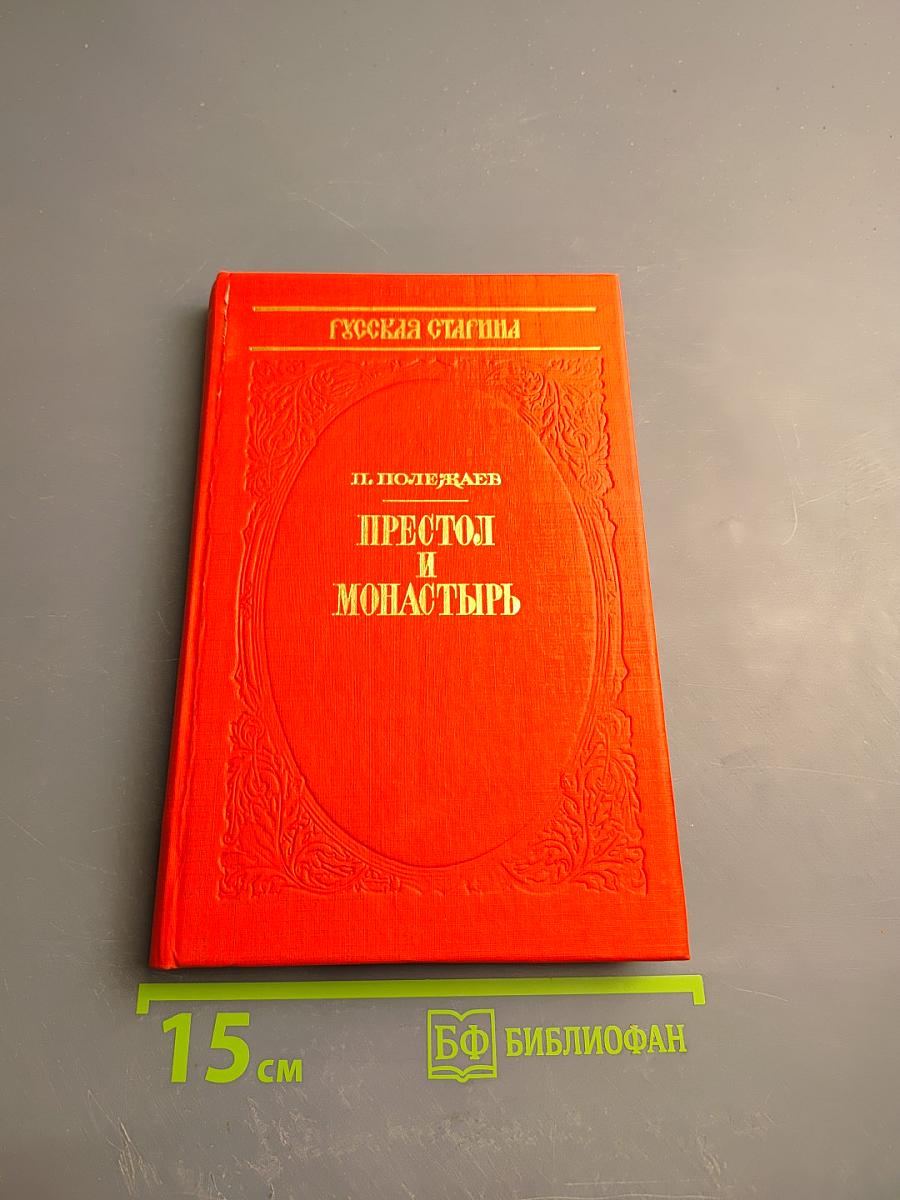 РУССКАЯ СТАРИНА
П. ПОЛЕЖАЕВ
ПРЕСТОЛ
И
МОНАСТЫРЬ
15 см
БФ БИБЛИОФАН